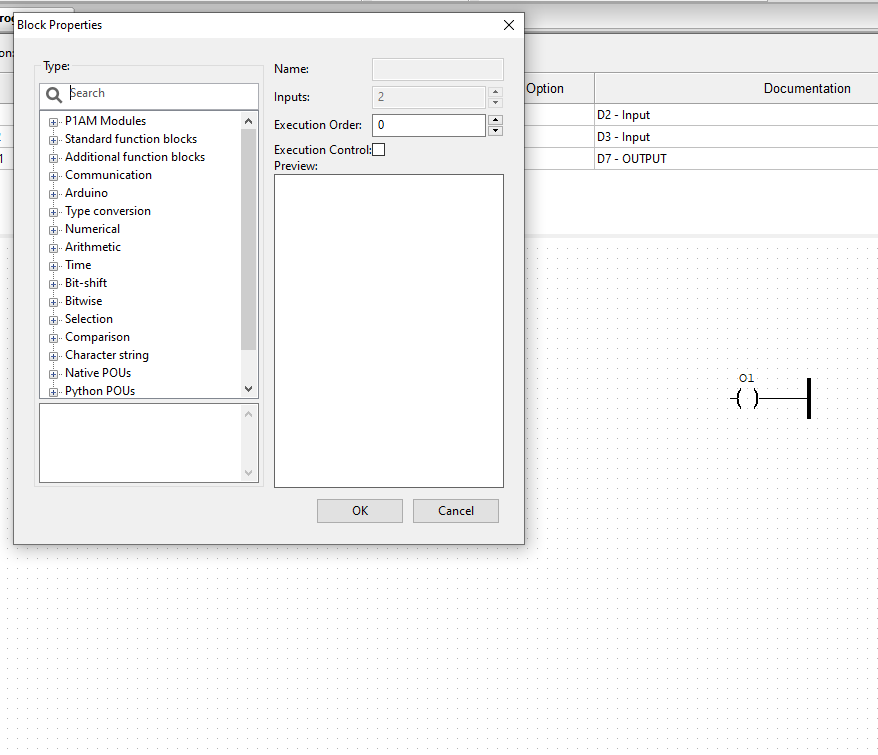 Block Properties
Type:
Search
P1AM Modules
Standard function blocks
Additional function blocks
Communication
Arduino
Type conversion
Numerical
Arithmetic
Time
Bit-shift
Bitwise
Selection
Comparison
Character string
Native POUs
Python POUs
Name:
Inputs: 2
Execution Order: 0
Execution Control:
Preview:
OK Cancel
Option Documentation
D2 - Input
D3 - Input
D7 - OUTPUT
O1